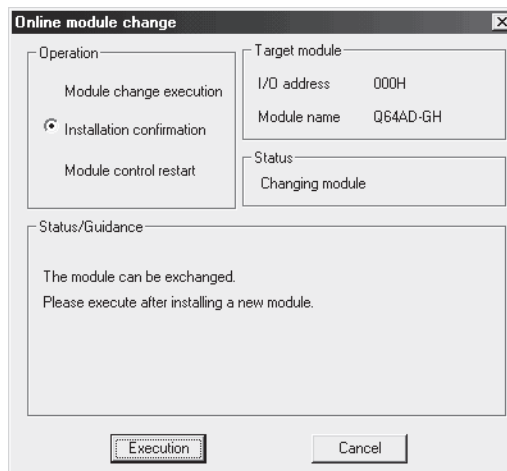 Online module change
Operation
Module change execution
Installation confirmation
Module control restart
Target module
I/O address 000H
Module name Q64AD-GH
Status
Changing module
Status/Guidance
The module can be exchanged.
Please execute after installing a new module.
Execution
Cancel